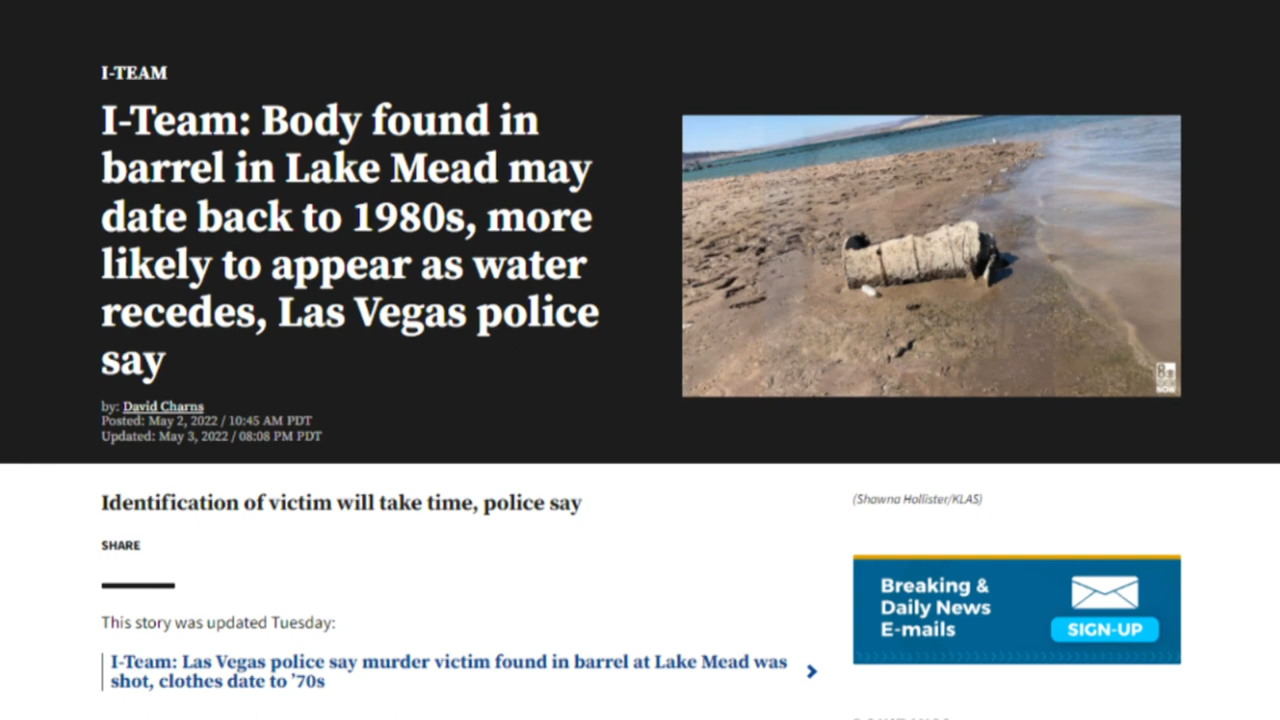 I-TEAM
I-Team: Body found in
barrel in Lake Mead may
date back to 1980s, more
likely to appear as water
recedes, Las Vegas police
say
by: David Charns
Posted: May 2, 2022 / 10:45 AM PDT
Updated: May 3, 2022 / 08:08 PM PDT
8
NOW
Identification of victim will take time, police say
(Shawna Hollister/KLAS)
SHARE
Breaking &
Daily News
E-mails
SIGN-UP
This story was updated Tuesday:
I-Team: Las Vegas police say murder victim found in barrel at Lake Mead was
shot, clothes date to ’70s